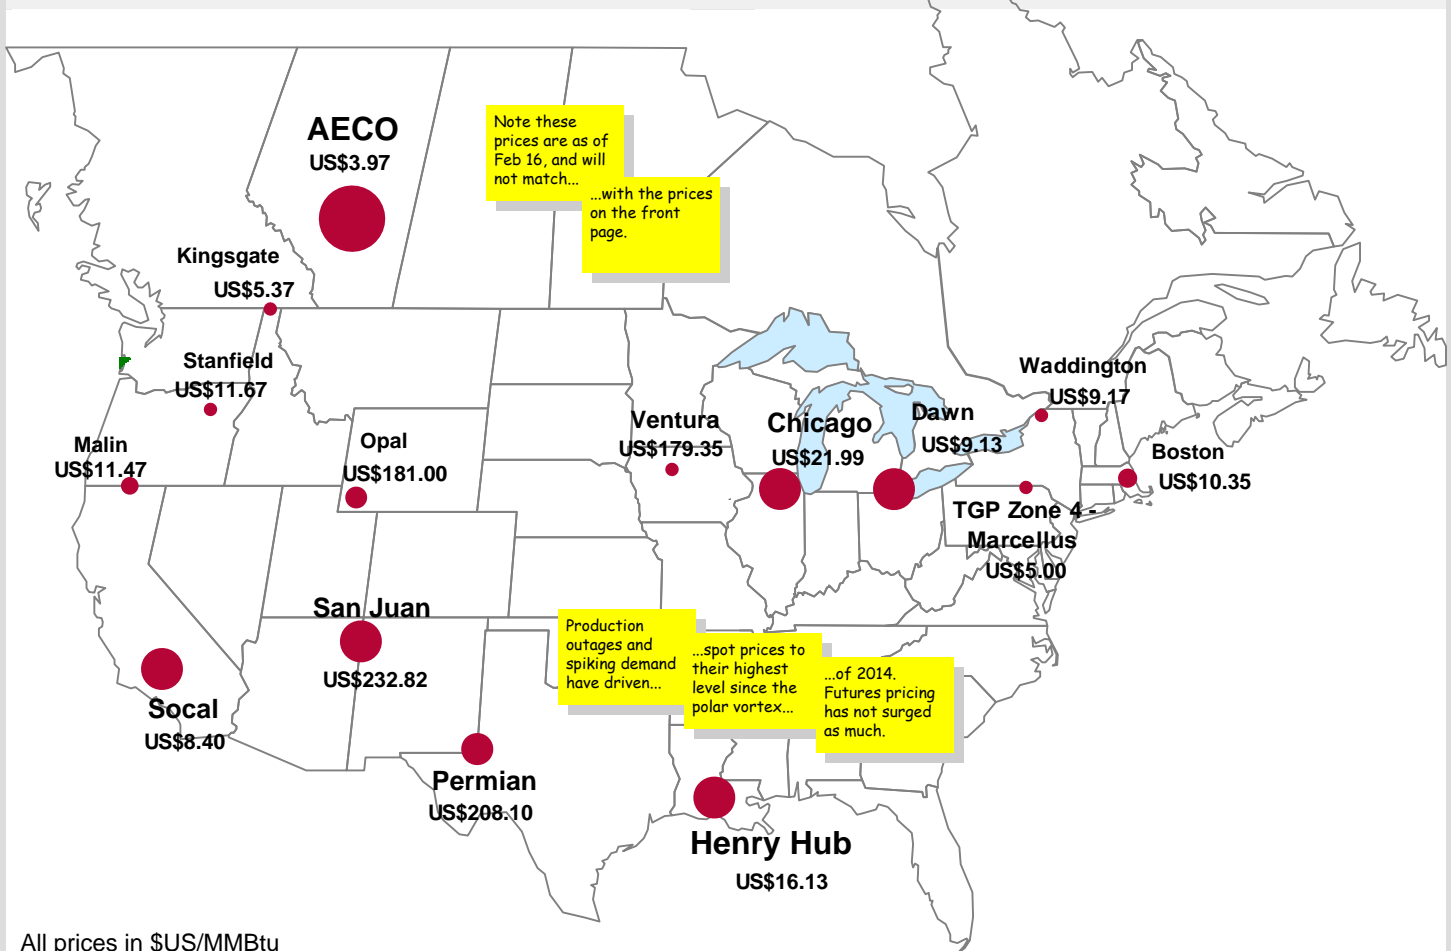 AECO
US$3.97
Note these
prices are as of
Feb 16, and will
not match...
...with the prices
on the front
page.
Kingsgate
US$5.37
Stanfield
US$11.67
Malin
US$11.47
Opal
US$181.00
Ventura
US$179.35
Chicago
US$21.99
Dawn
US$9.13
Waddington
US$9.17
Boston
US$10.35
TGP Zone 4 -
Marcellus
US$5.00
San Juan
US$232.82
Socal
US$8.40
Permian
US$208.10
Production
outages and
spiking demand
have driven...
...spot prices to
their highest
level since the
polar vortex...
...of 2014.
Futures pricing
has not surged
as much.
Henry Hub
US$16.13
All prices in $US/MMBtu